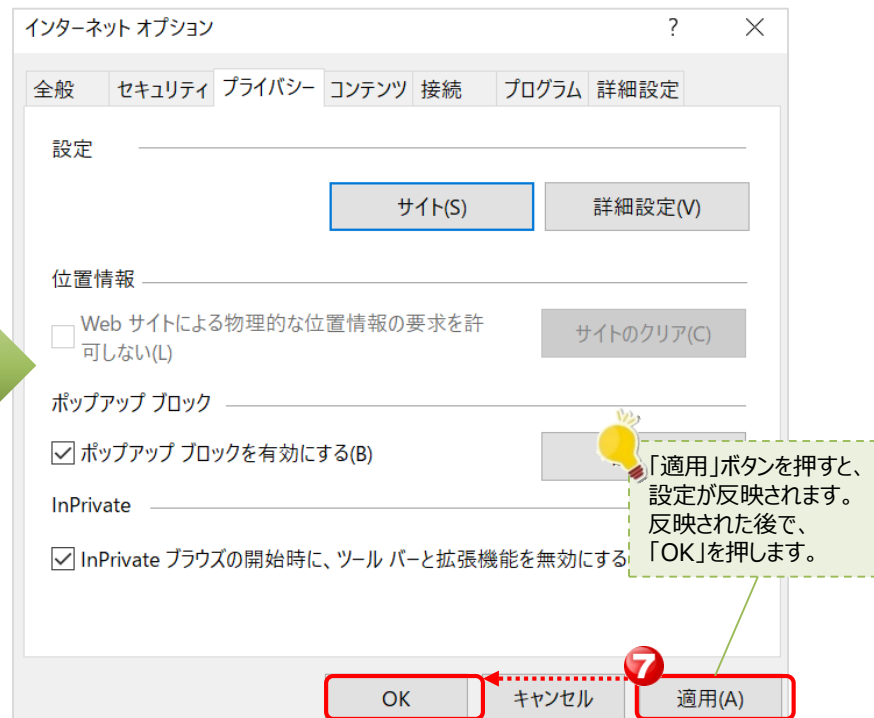 インターネット オプション ? ×
全般 セキュリティ プライバシー コンテンツ 接続 プログラム 詳細設定
設定
サイト(S) 詳細設定(V)
位置情報
Web サイトによる物理的な位置情報の要求を許
可しない(L)
サイトのクリア(C)
ポップアップ ブロック
ポップアップ ブロックを有効にする(B)
「適用」ボタンを押すと、
設定が反映されます。
反映された後で、
「OK」を押します。
InPrivate
InPrivate ブラウズの開始時に、ツール バーと拡張機能を無効にする
7
OK キャンセル 適用(A)